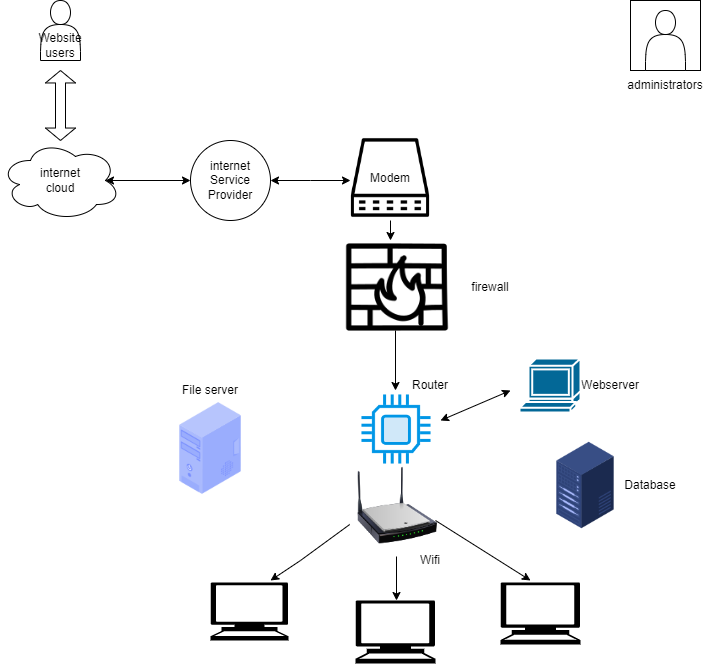 Website
users
administrators
internet
cloud
internet
Service
Provider
Modem
firewall
File server
Router
Webserver
Database
Wifi